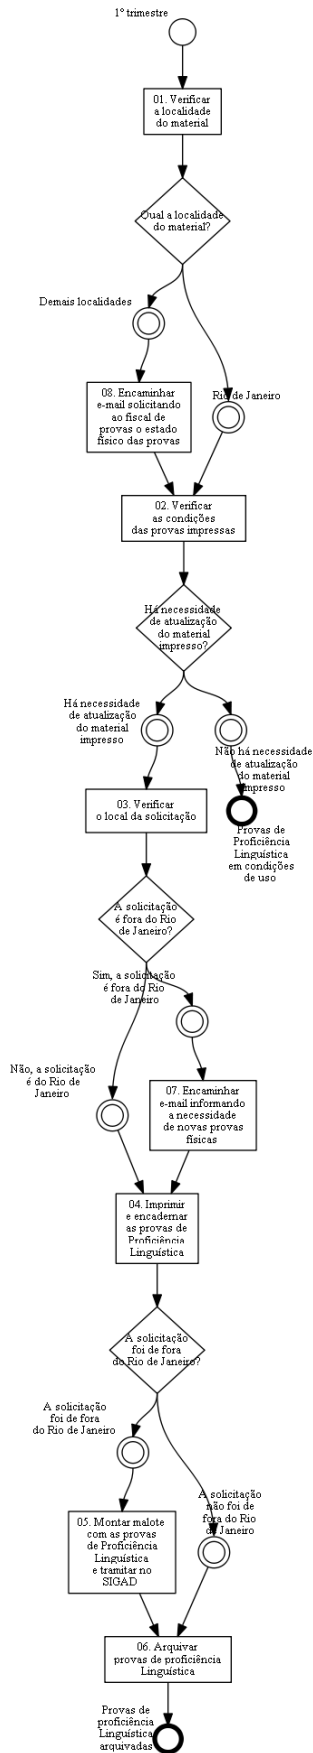 1º trimestre
01. Verificar
a localidade
do material
Qual a localidade
do material?
Demais localidades
08. Encaminhar
e-mail solicitando
ao fiscal de
provas o estado
físico das provas
Rio de Janeiro
02. Verificar
as condições
das provas impressas
Há necessidade
de atualização
do material
impresso?
Há necessidade
de atualização
do material
impresso
Não há necessidade
de atualização
do material
impresso
03. Verificar
o local da solicitação
Provas de
Proficiência
Linguística
em condições
de uso
A solicitação
é fora do Rio
de Janeiro?
Sim, a solicitação
é fora do Rio
de Janeiro
Não, a solicitação
é do Rio de
Janeiro
07. Encaminhar
e-mail informando
a necessidade
de novas provas
físicas
04. Imprimir
e encadernar
as provas de
Proficiência
Linguística
A solicitação
foi de fora
do Rio de Janeiro?
A solicitação
foi de fora
do Rio de Janeiro
A solicitação
não foi de
fora do Rio
de Janeiro
05. Montar malote
com as provas
de Proficiência
Linguística
e tramitar no
SIGAD
06. Arquivar
provas de proficiência
Linguística
Provas de
proficiência
Linguística
arquivadas